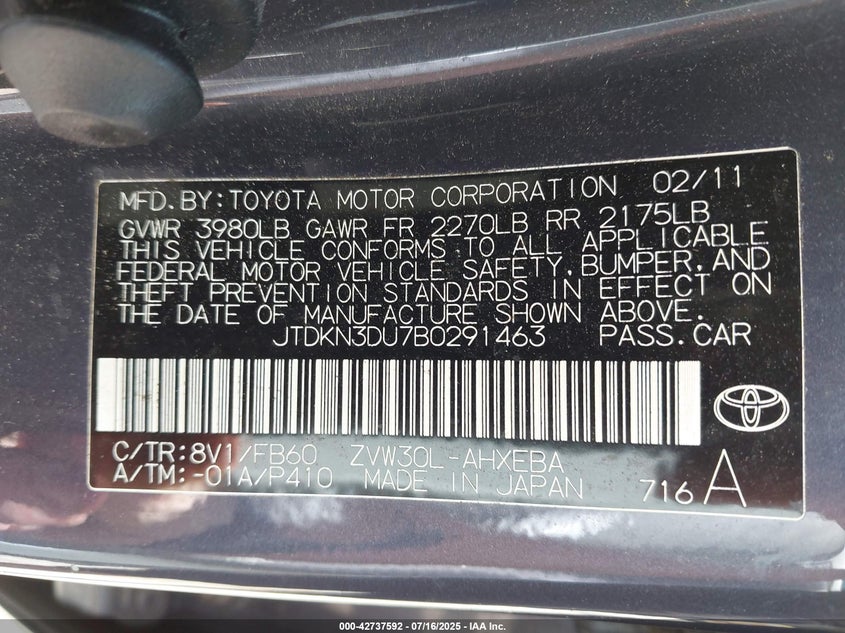 MFD.BY:TOYOTA MOTOR CORPORATION 02/11
GVWR 3980LB GAWR FR 2270LB RR 2175LB
THIS VEHICLE CONFORMS TO ALL APPLICABLE
FEDERAL MOTOR VEHICLE SAFETY,BUMPER,AND
THEFT PREVENTION STANDARDS IN EFFECT ON
THE DATE OF MANUFACTURE SHOWN ABOVE.
JTDKN3DU7B0291463 PASS.CAR
C/TR:8V1/FB60 ZVW30L-AHXEBA
A/TM:-01A/P410 MADE IN JAPAN 716 A
000-42737592 - 07/16/2025 - IAA Inc.